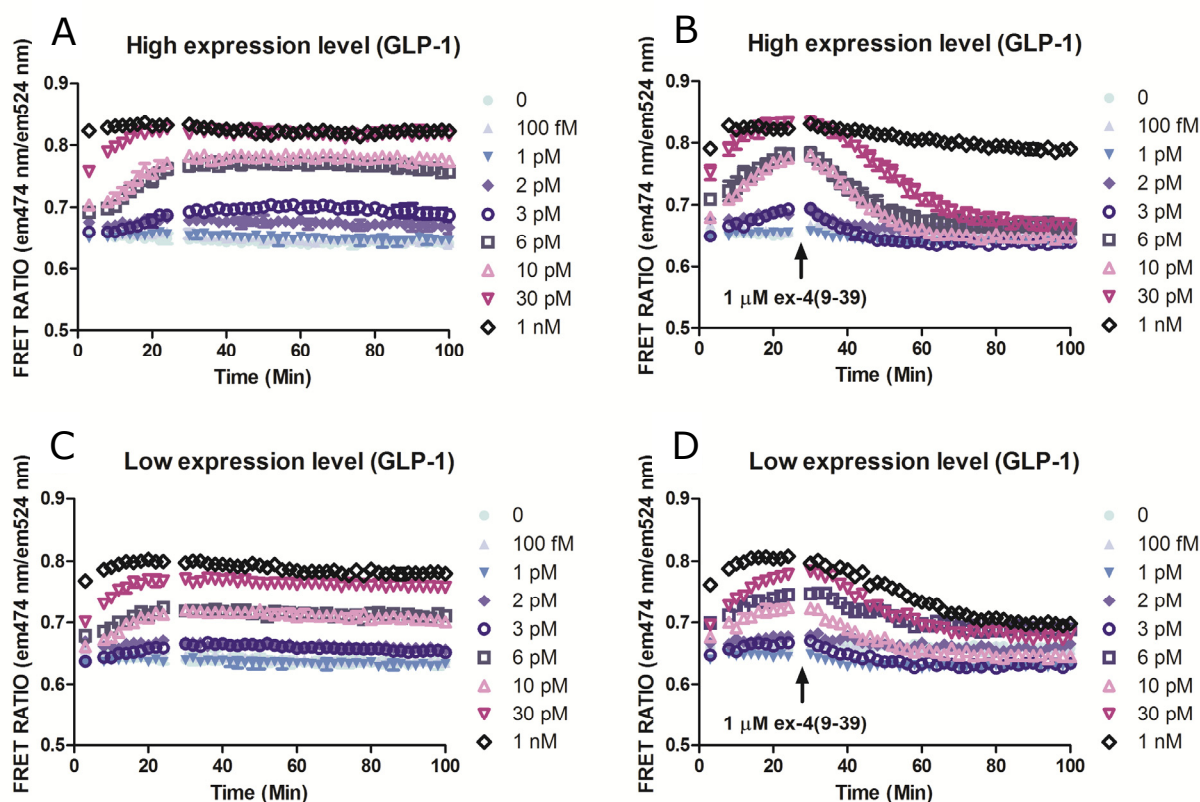 A
High expression level (GLP-1)
FRET RATIO (em474 nm/em524 nm)
0.9
0.8
0.7
0.6
0.5
0 20 40 60 80 100
Time (Min)
0
100 fM
1 pM
2 pM
3 pM
6 pM
10 pM
30 pM
1 nM
B
High expression level (GLP-1)
FRET RATIO (em474 nm/em524 nm)
0.9
0.8
0.7
0.6
0.5
1 μM ex-4(9-39)
0 20 40 60 80 100
Time (Min)
0
100 fM
1 pM
2 pM
3 pM
6 pM
10 pM
30 pM
1 nM
C
Low expression level (GLP-1)
FRET RATIO (em474 nm/em524 nm)
0.9
0.8
0.7
0.6
0.5
0 20 40 60 80 100
Time (Min)
0
100 fM
1 pM
2 pM
3 pM
6 pM
10 pM
30 pM
1 nM
D
Low expression level (GLP-1)
FRET RATIO (em474 nm/em524 nm)
0.9
0.8
0.7
0.6
0.5
1 μM ex-4(9-39)
0 20 40 60 80 100
Time (Min)
0
100 fM
1 pM
2 pM
3 pM
6 pM
10 pM
30 pM
1 nM